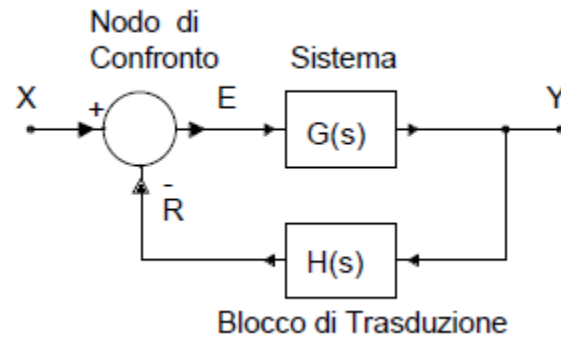 Nodo di
Confronto
Sistema
X
+
E
G(s)
Y
-
R
H(s)
Blocco di Trasduzione